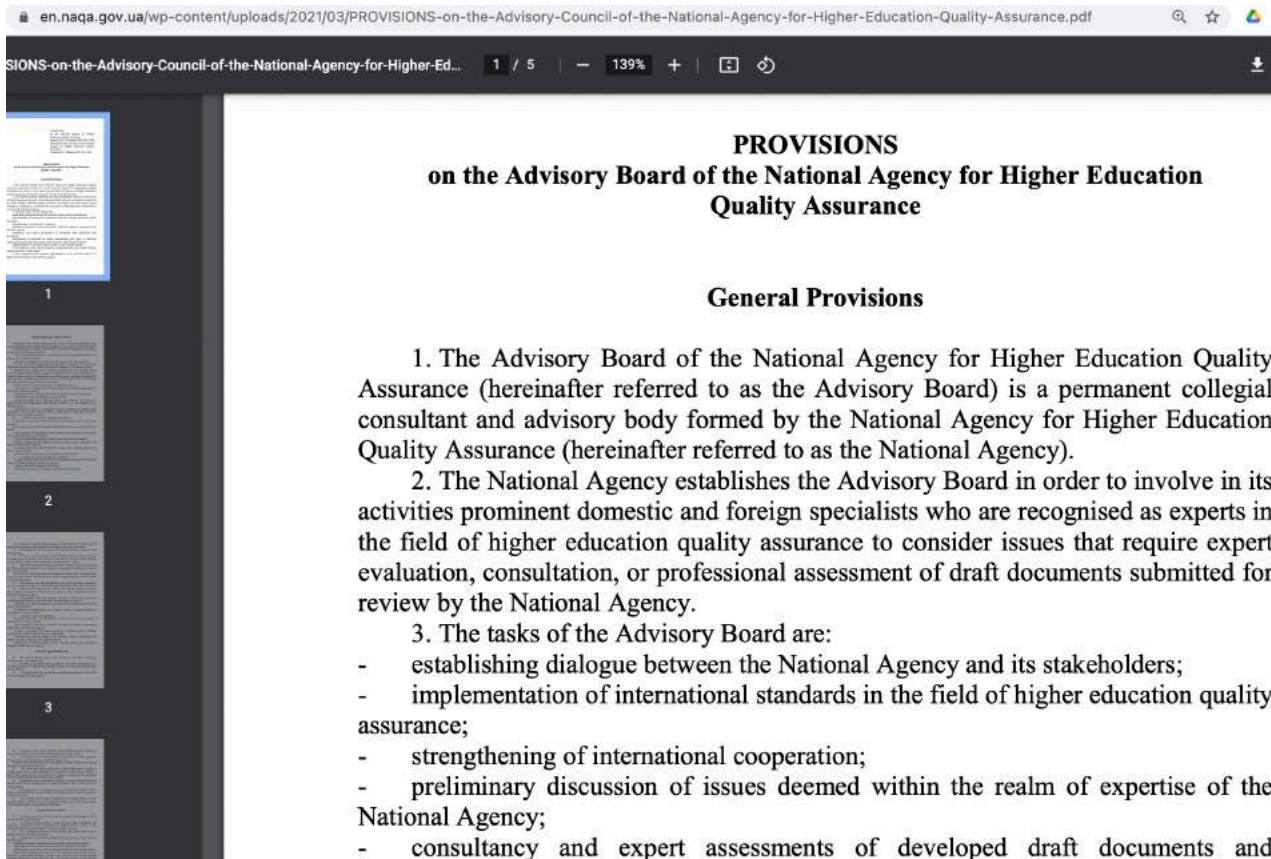 en.naqa.gov.ua/wp-content/uploads/2021/03/PROVISIONS-on-the-Advisory-Council-of-the-National-Agency-for-Higher-Education-Quality-Assurance.pdf
SIONS-on-the-Advisory-Council-of-the-National-Agency-for-Higher-Ed... 1 / 5 — 139% +
PROVISIONS
on the Advisory Board of the National Agency for Higher Education
Quality Assurance
General Provisions
1. The Advisory Board of the National Agency for Higher Education Quality
Assurance (hereinafter referred to as the Advisory Board) is a permanent collegial
consultant and advisory body formed by the National Agency for Higher Education
Quality Assurance (hereinafter referred to as the National Agency).
2. The National Agency establishes the Advisory Board in order to involve in its
activities prominent domestic and foreign specialists who are recognised as experts in
the field of higher education quality assurance to consider issues that require expert
evaluation, consultation, or professional assessment of draft documents submitted for
review by the National Agency.
3. The tasks of the Advisory Board are:
- establishing dialogue between the National Agency and its stakeholders;
- implementation of international standards in the field of higher education quality
assurance;
- strengthening of international cooperation;
- preliminary discussion of issues deemed within the realm of expertise of the
National Agency;
- consultancy and expert assessments of developed draft documents and
1
2
3